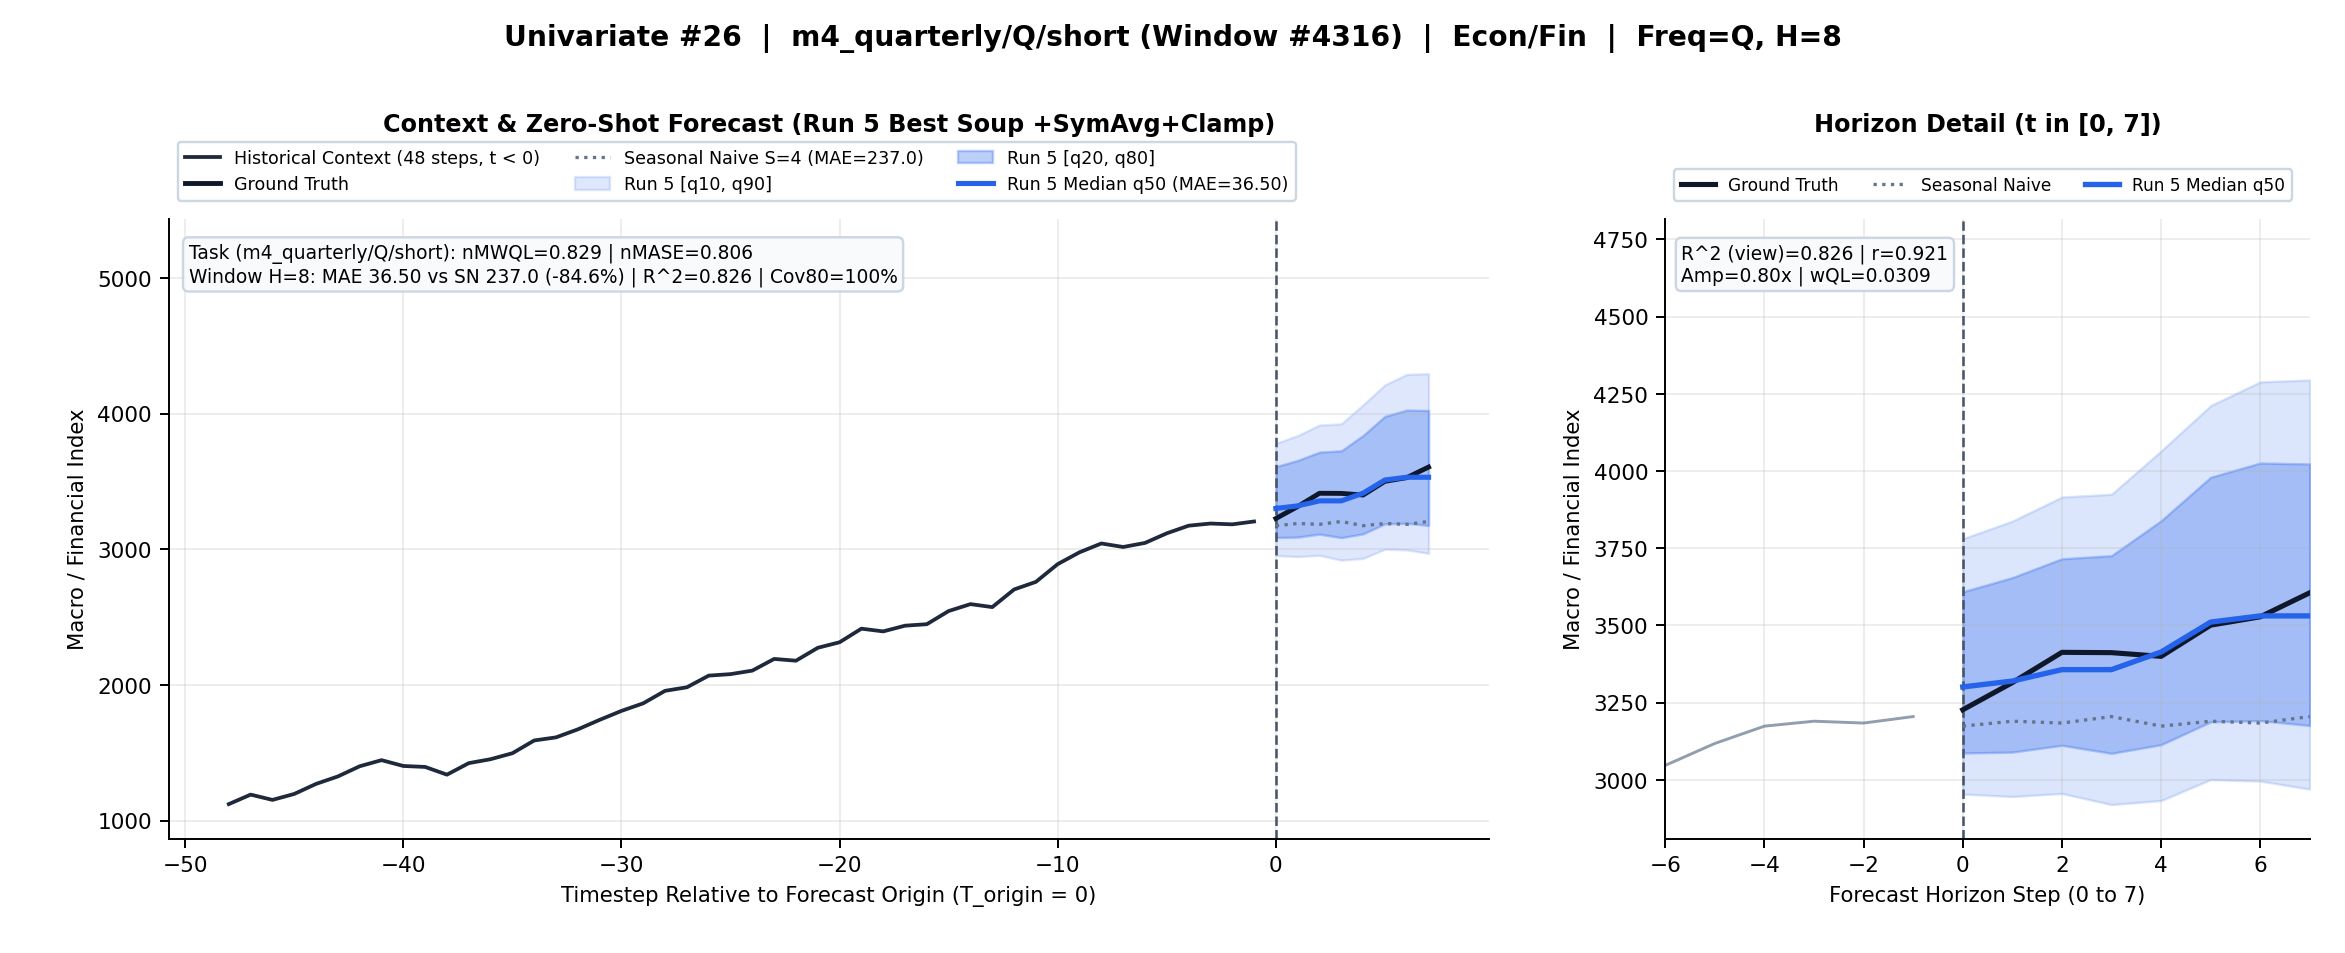 Univariate #26 | m4_quarterly/Q/short (Window #4316) | Econ/Fin | Freq=Q, H=8
Context & Zero-Shot Forecast (Run 5 Best Soup +SymAvg+Clamp)
Historical Context (48 steps, t < 0)
Ground Truth
Seasonal Naive S=4 (MAE=237.0)
Run 5 [q10, q90]
Run 5 [q20, q80]
Run 5 Median q50 (MAE=36.50)
Task (m4_quarterly/Q/short): nMWQL=0.829 | nMASE=0.806
Window H=8: MAE 36.50 vs SN 237.0 (-84.6%) | R^2=0.826 | Cov80=100%
Macro / Financial Index
5000
4000
3000
2000
1000
−50 −40 −30 −20 −10 0
Timestep Relative to Forecast Origin (T_origin = 0)
Horizon Detail (t in [0, 7])
Ground Truth Seasonal Naive Run 5 Median q50
R^2 (view)=0.826 | r=0.921
Amp=0.80x | wQL=0.0309
Macro / Financial Index
4750
4500
4250
4000
3750
3500
3250
3000
−6 −4 −2 0 2 4 6
Forecast Horizon Step (0 to 7)